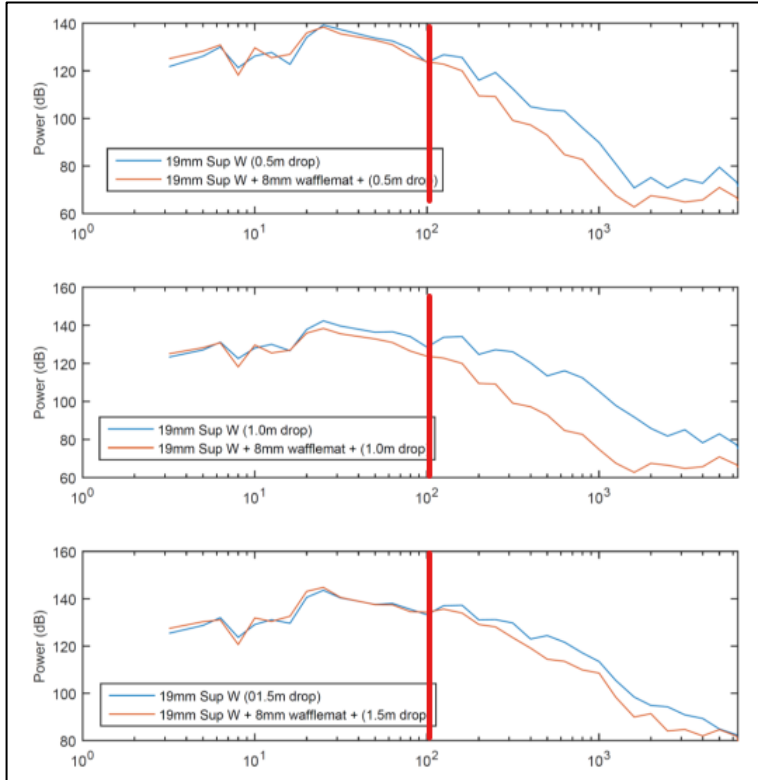 140
120
100
80
60
Power (dB)
19mm Sup W (0.5m drop)
19mm Sup W + 8mm wafflemat + (0.5m drop)
10^0 10^1 10^2 10^3
160
140
120
100
80
60
Power (dB)
19mm Sup W (1.0m drop)
19mm Sup W + 8mm wafflemat + (1.0m drop
10^0 10^1 10^2 10^3
160
140
120
100
80
Power (dB)
19mm Sup W (01.5m drop)
19mm Sup W + 8mm wafflemat + (1.5m drop
10^0 10^1 10^2 10^3